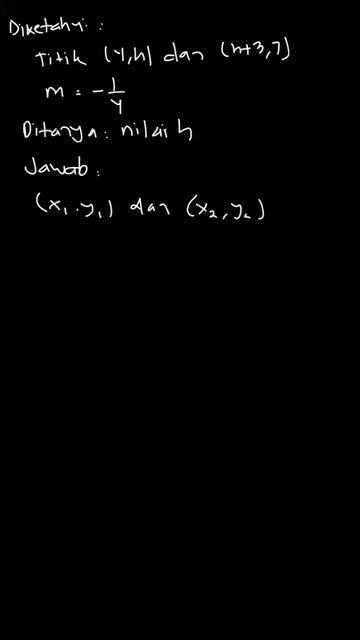 Diketahui:
Titik (4,h) dan (h+3,7)
m = -1/4
Ditanya: nilai h
Jawab:
(x₁.y₁) dan (x₂,y₂)